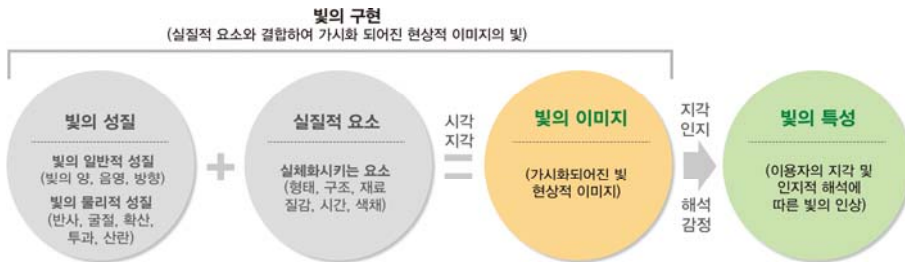 빛의 구현
(실질적 요소와 결합하여 가시화 되어진 현상적 이미지의 빛)
빛의 성질
빛의 일반적 성질
(빛의 양, 음영, 방향)
빛의 물리적 성질
(반사, 굴절, 확산,
투과, 산란)
+
실질적 요소
실체화시키는 요소
(형태, 구조, 재료
질감, 시간, 색채)
시각
지각
=
빛의 이미지
(가시화되어진 빛
현상적 이미지)
지각
인지
해석
감정
빛의 특성
(이용자의 지각 및
인지적 해석에
따른 빛의 인상)